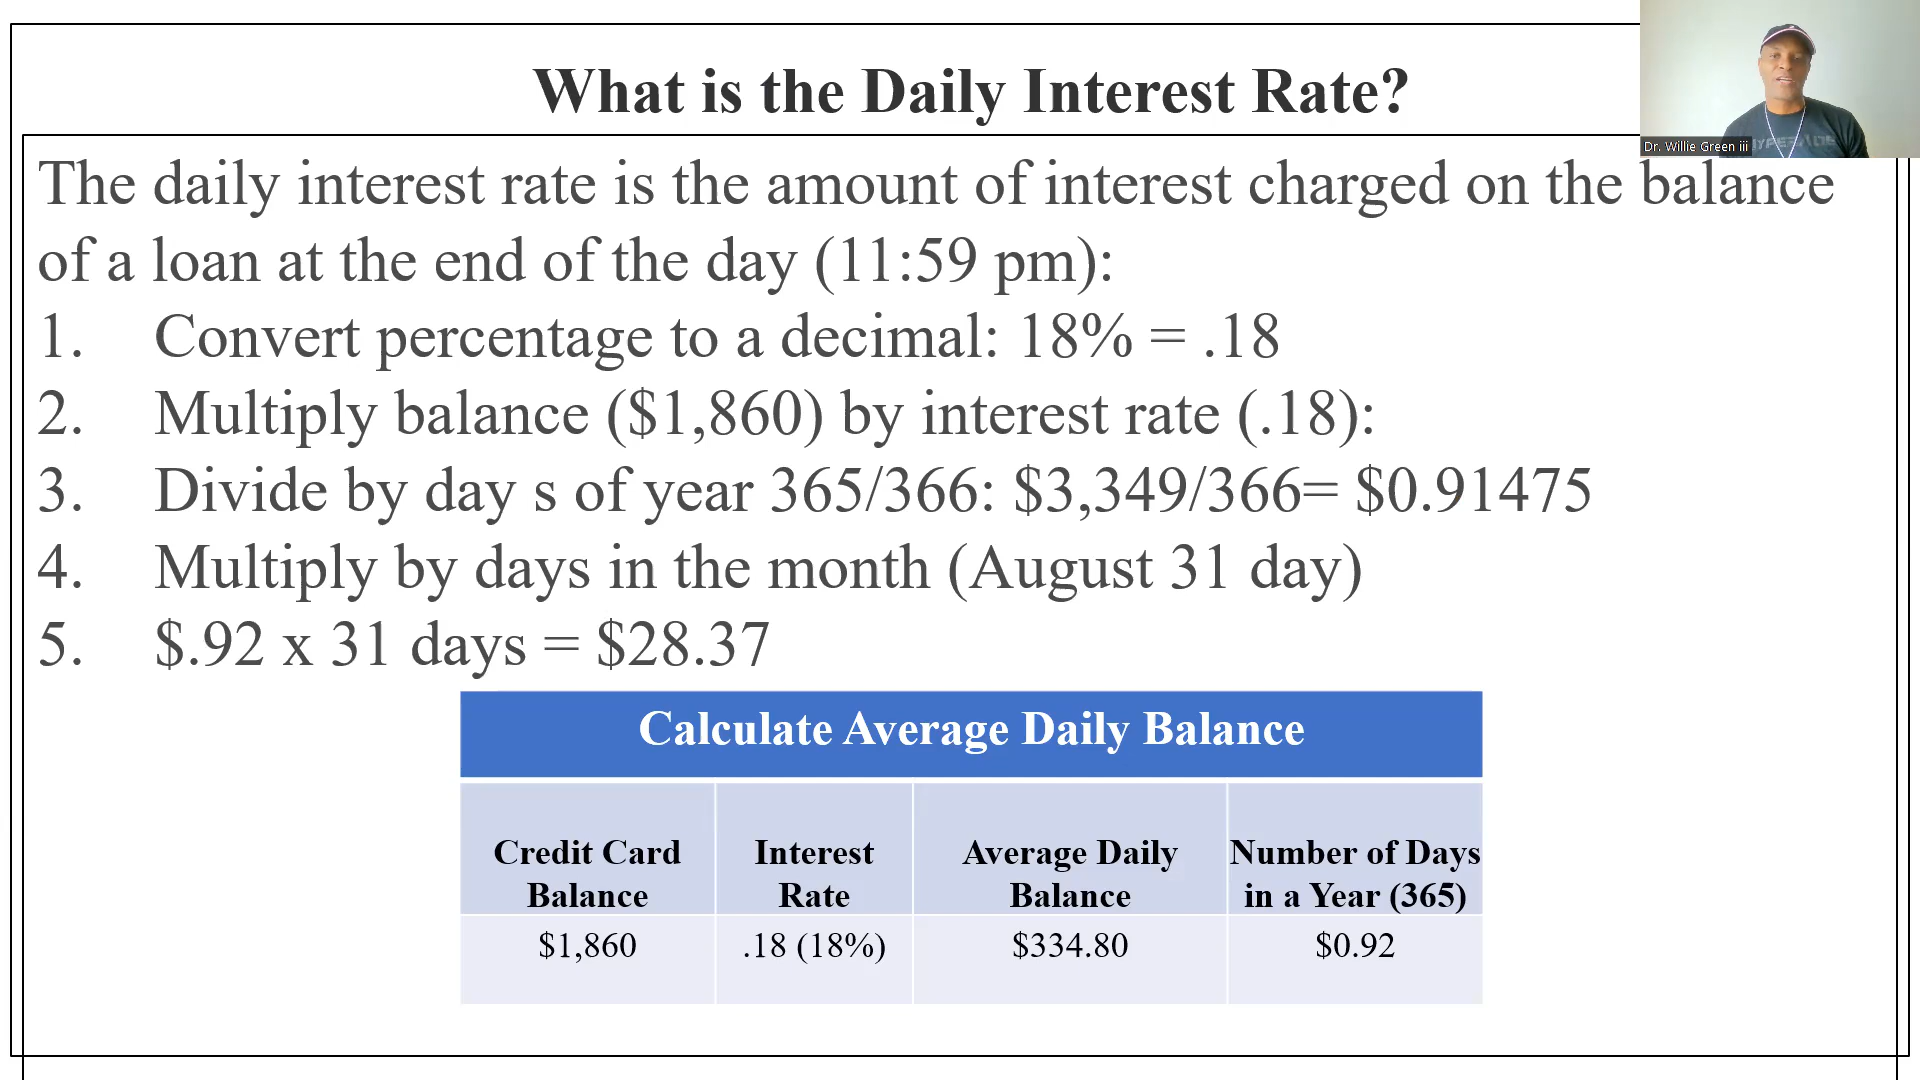 What is the Daily Interest Rate?
Dr. Willie Green iii
The daily interest rate is the amount of interest charged on the balance
of a loan at the end of the day (11:59 pm):
1. Convert percentage to a decimal: 18% = .18
2. Multiply balance ($1,860) by interest rate (.18):
3. Divide by day s of year 365/366: $3,349/366= $0.91475
4. Multiply by days in the month (August 31 day)
5. $.92 x 31 days = $28.37
Calculate Average Daily Balance
Credit Card Balance
Interest Rate
Average Daily Balance
Number of Days in a Year (365)
$1,860
.18 (18%)
$334.80
$0.92